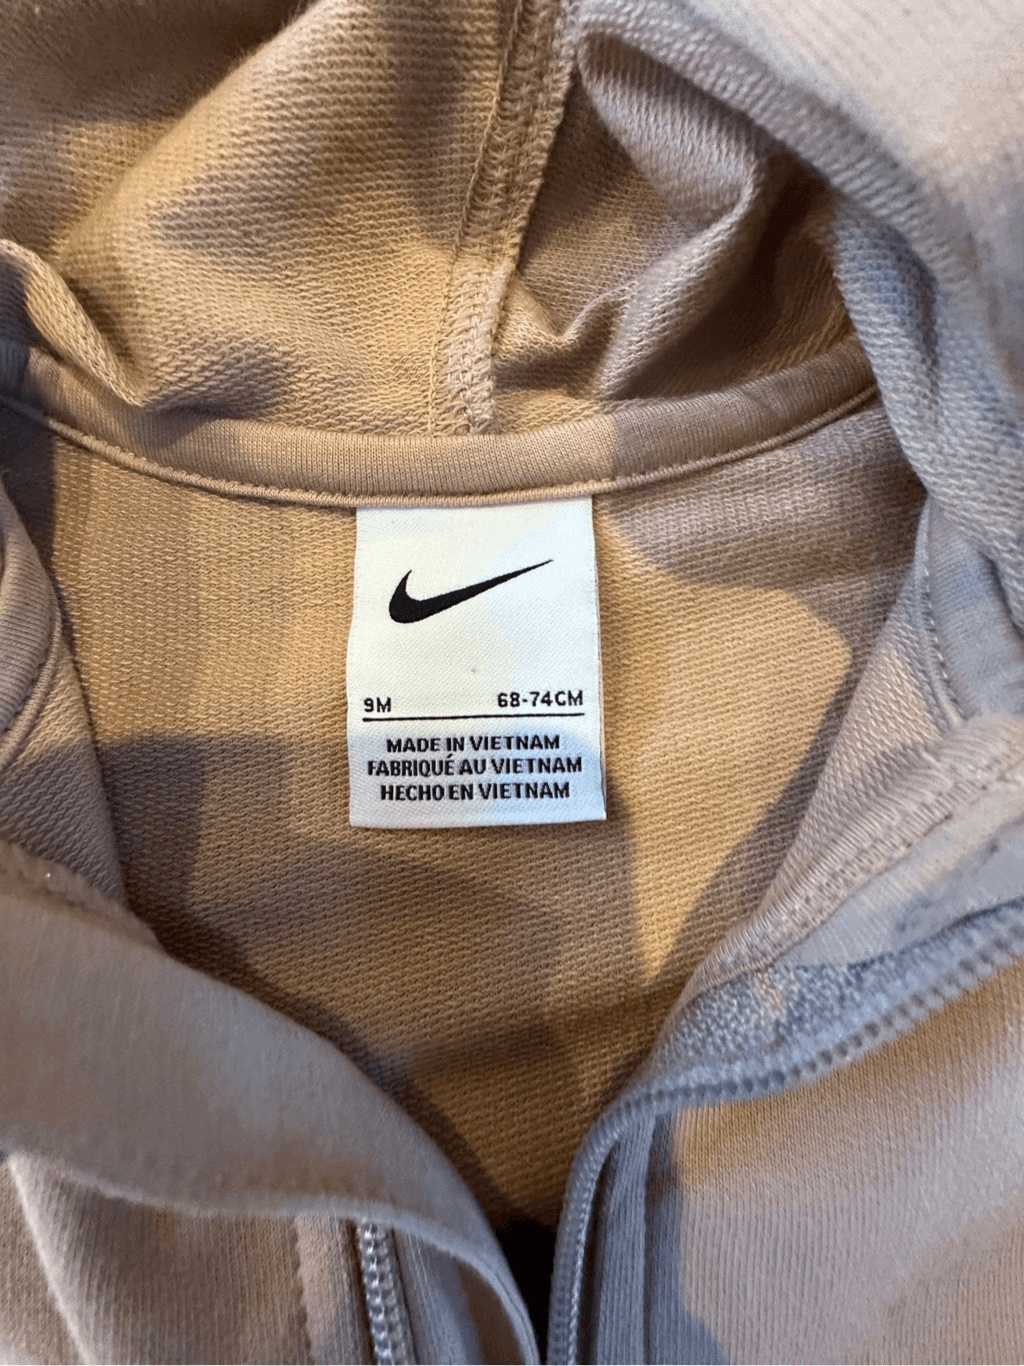 9M 68-74CM
MADE IN VIETNAM
FABRIQUÉ AU VIETNAM
HECHO EN VIETNAM